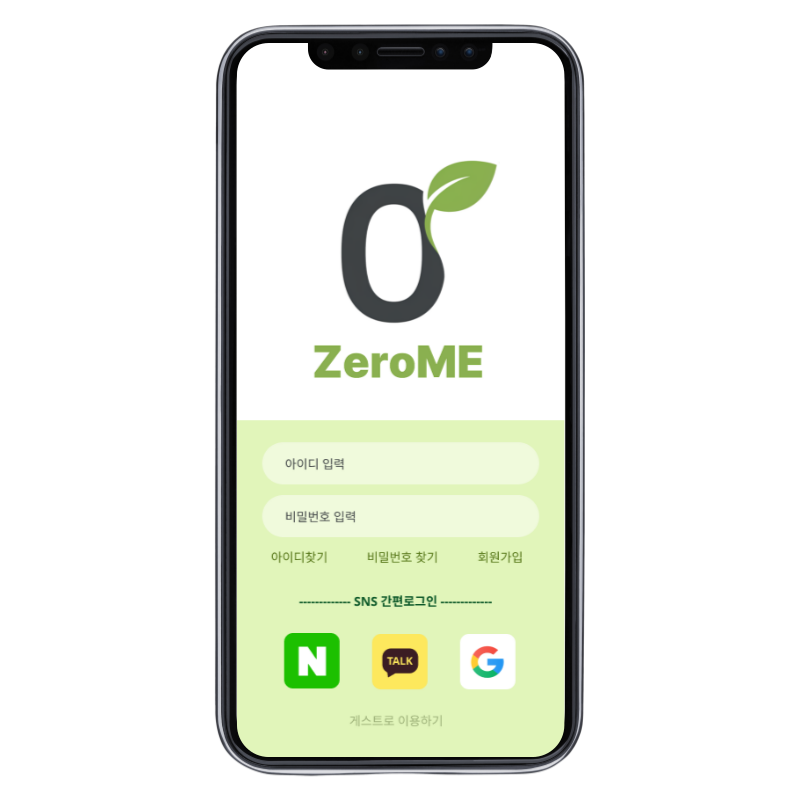 0
ZeroME
아이디 입력
비밀번호 입력
아이디찾기 비밀번호 찾기 회원가입
------------- SNS 간편로그인 -------------
N TALK G
게스트로 이용하기